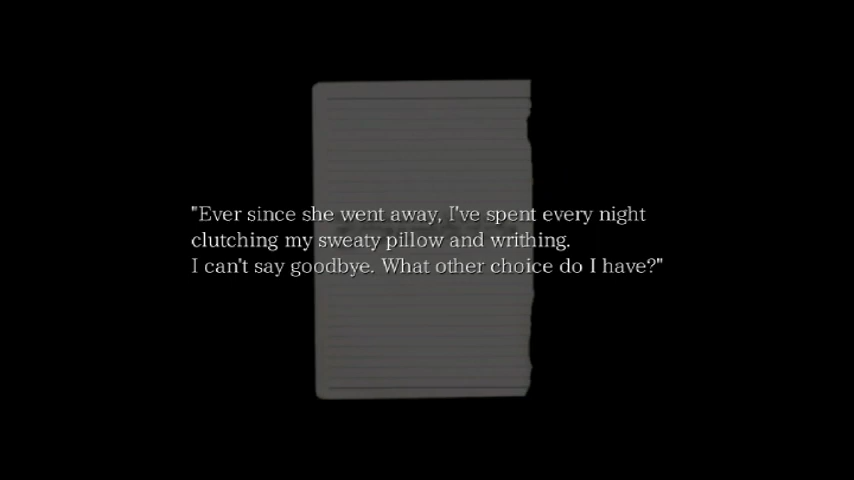 "Ever since she went away, I've spent every night
clutching my sweaty pillow and writhing.
I can't say goodbye. What other choice do I have?"